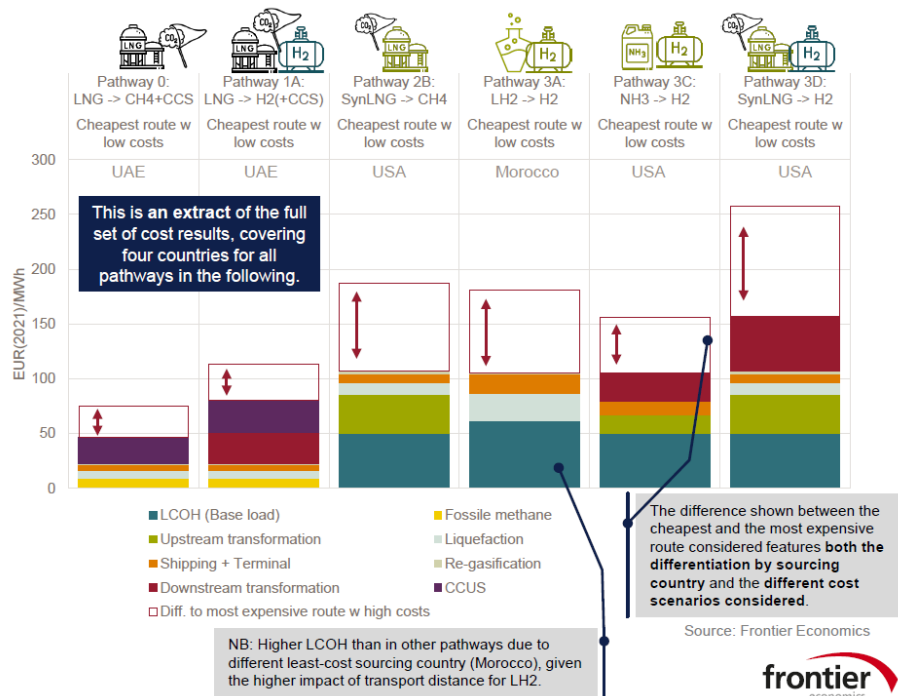 CO₂
LNG
CO₂
LNG
H₂
CO₂
LNG
H₂
NH₃
H₂
CO₂
LNG
H₂
Pathway 0:
LNG -> CH4+CCS
Pathway 1A:
LNG -> H2(+CCS)
Pathway 2B:
SynLNG -> CH4
Pathway 3A:
LH2 -> H2
Pathway 3C:
NH3 -> H2
Pathway 3D:
SynLNG -> H2
Cheapest route w
low costs
Cheapest route w
low costs
Cheapest route w
low costs
Cheapest route w
low costs
Cheapest route w
low costs
Cheapest route w
low costs
UAE
UAE
USA
Morocco
USA
USA
300
250
200
150
100
50
0
EUR(2021)/MWh
This is an extract of the full
set of cost results, covering
four countries for all
pathways in the following.
LCOH (Base load)
Fossile methane
Upstream transformation
Liquefaction
Shipping + Terminal
Re-gasification
Downstream transformation
CCUS
Diff. to most expensive route w high costs
The difference shown between the
cheapest and the most expensive
route considered features both the
differentiation by sourcing
country and the different cost
scenarios considered.
NB: Higher LCOH than in other pathways due to
different least-cost sourcing country (Morocco), given
the higher impact of transport distance for LH2.
Source: Frontier Economics
frontier
economics